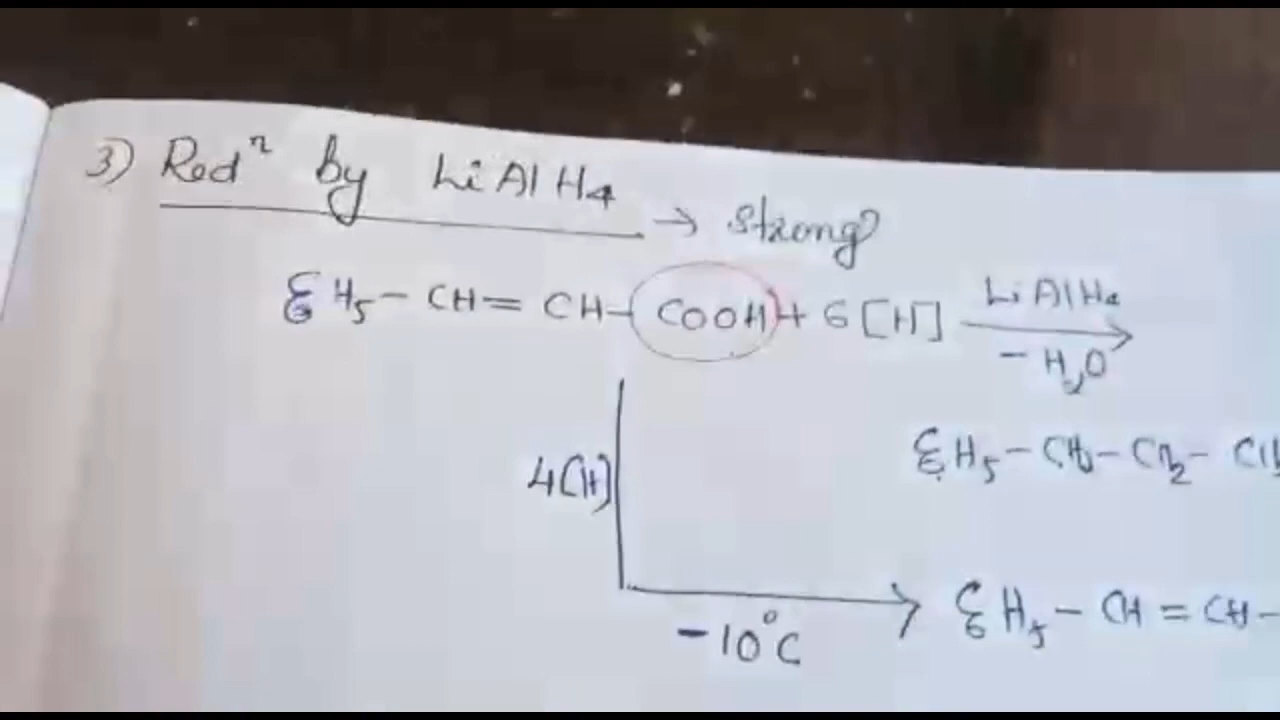 3) Redⁿ by LiAlH4 → strong
C6H5 - CH = CH - COOH + 6[H] LiAlH4 →
- H2O
C6H5 - CH2 - CH2 - CH
4[H]
-10°C → C6H5 - CH = CH -